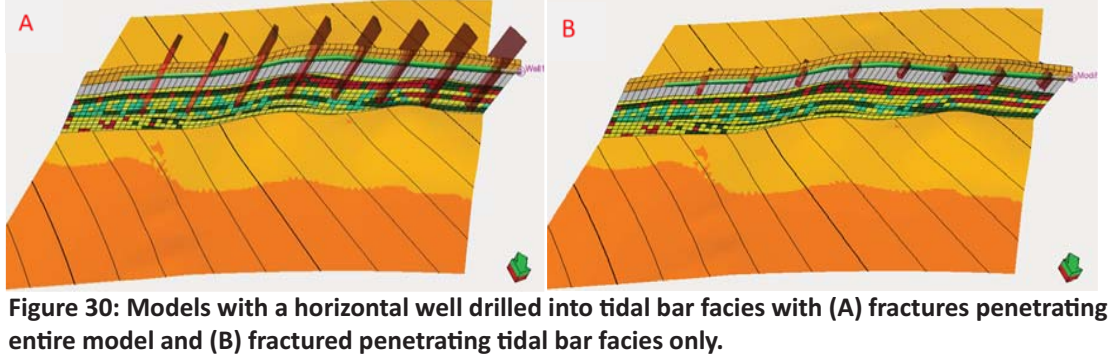 A
B
Well1
Modif
Figure 30: Models with a horizontal well drilled into tidal bar facies with (A) fractures penetrating
entire model and (B) fractured penetrating tidal bar facies only.